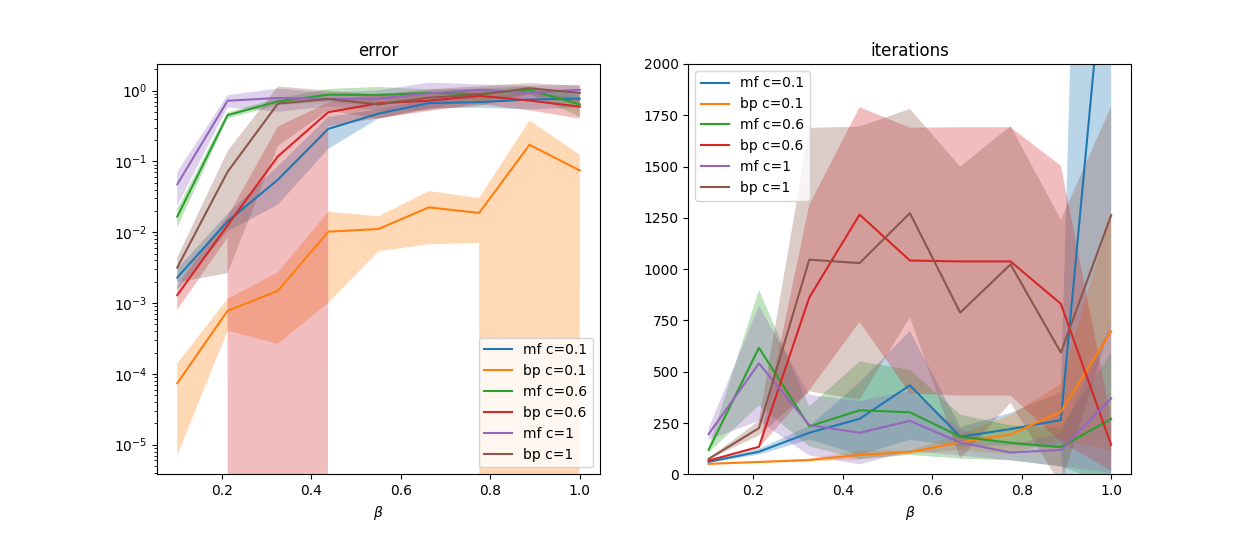 error
10⁰
10⁻¹
10⁻²
10⁻³
10⁻⁴
10⁻⁵
mf c=0.1
bp c=0.1
mf c=0.6
bp c=0.6
mf c=1
bp c=1
0.2 0.4 0.6 0.8 1.0
β
iterations
2000
1750
1500
1250
1000
750
500
250
0
mf c=0.1
bp c=0.1
mf c=0.6
bp c=0.6
mf c=1
bp c=1
0.2 0.4 0.6 0.8 1.0
β